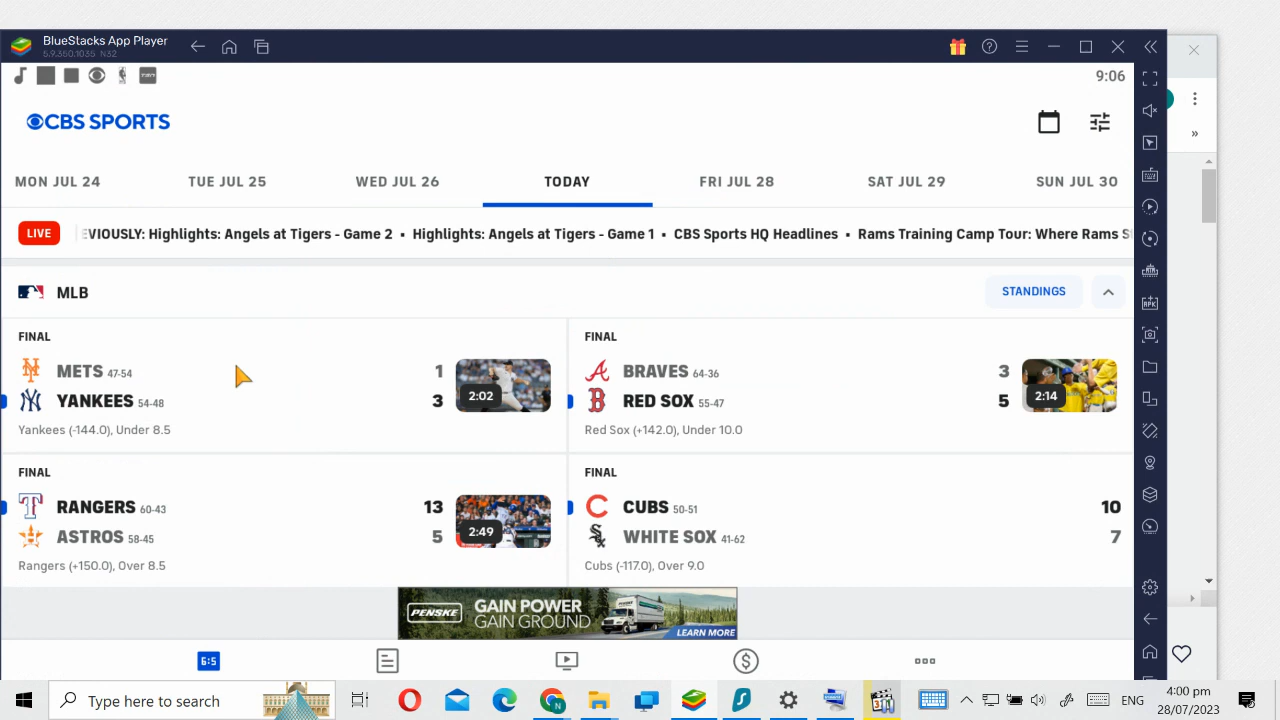 BlueStacks App Player
5.9.350.1035 N32
9:06
CBS SPORTS
MON JUL 24 TUE JUL 25 WED JUL 26 TODAY FRI JUL 28 SAT JUL 29 SUN JUL 30
LIVE EVIOUSLY: Highlights: Angels at Tigers - Game 2 • Highlights: Angels at Tigers - Game 1 • CBS Sports HQ Headlines • Rams Training Camp Tour: Where Rams S
MLB STANDINGS
FINAL
METS 47-54 1
YANKEES 54-48 3
2:02
Yankees (-144.0), Under 8.5
FINAL
BRAVES 64-36 3
RED SOX 55-47 5
2:14
Red Sox (+142.0), Under 10.0
FINAL
RANGERS 60-43 13
ASTROS 58-45 5
2:49
Rangers (+150.0), Over 8.5
FINAL
CUBS 50-51 10
WHITE SOX 41-62 7
Cubs (-117.0), Over 9.0
PENSKE
GAIN POWER
GAIN GROUND
LEARN MORE
6:5
Type here to search
ENG
4:00 pm
28/07/2023